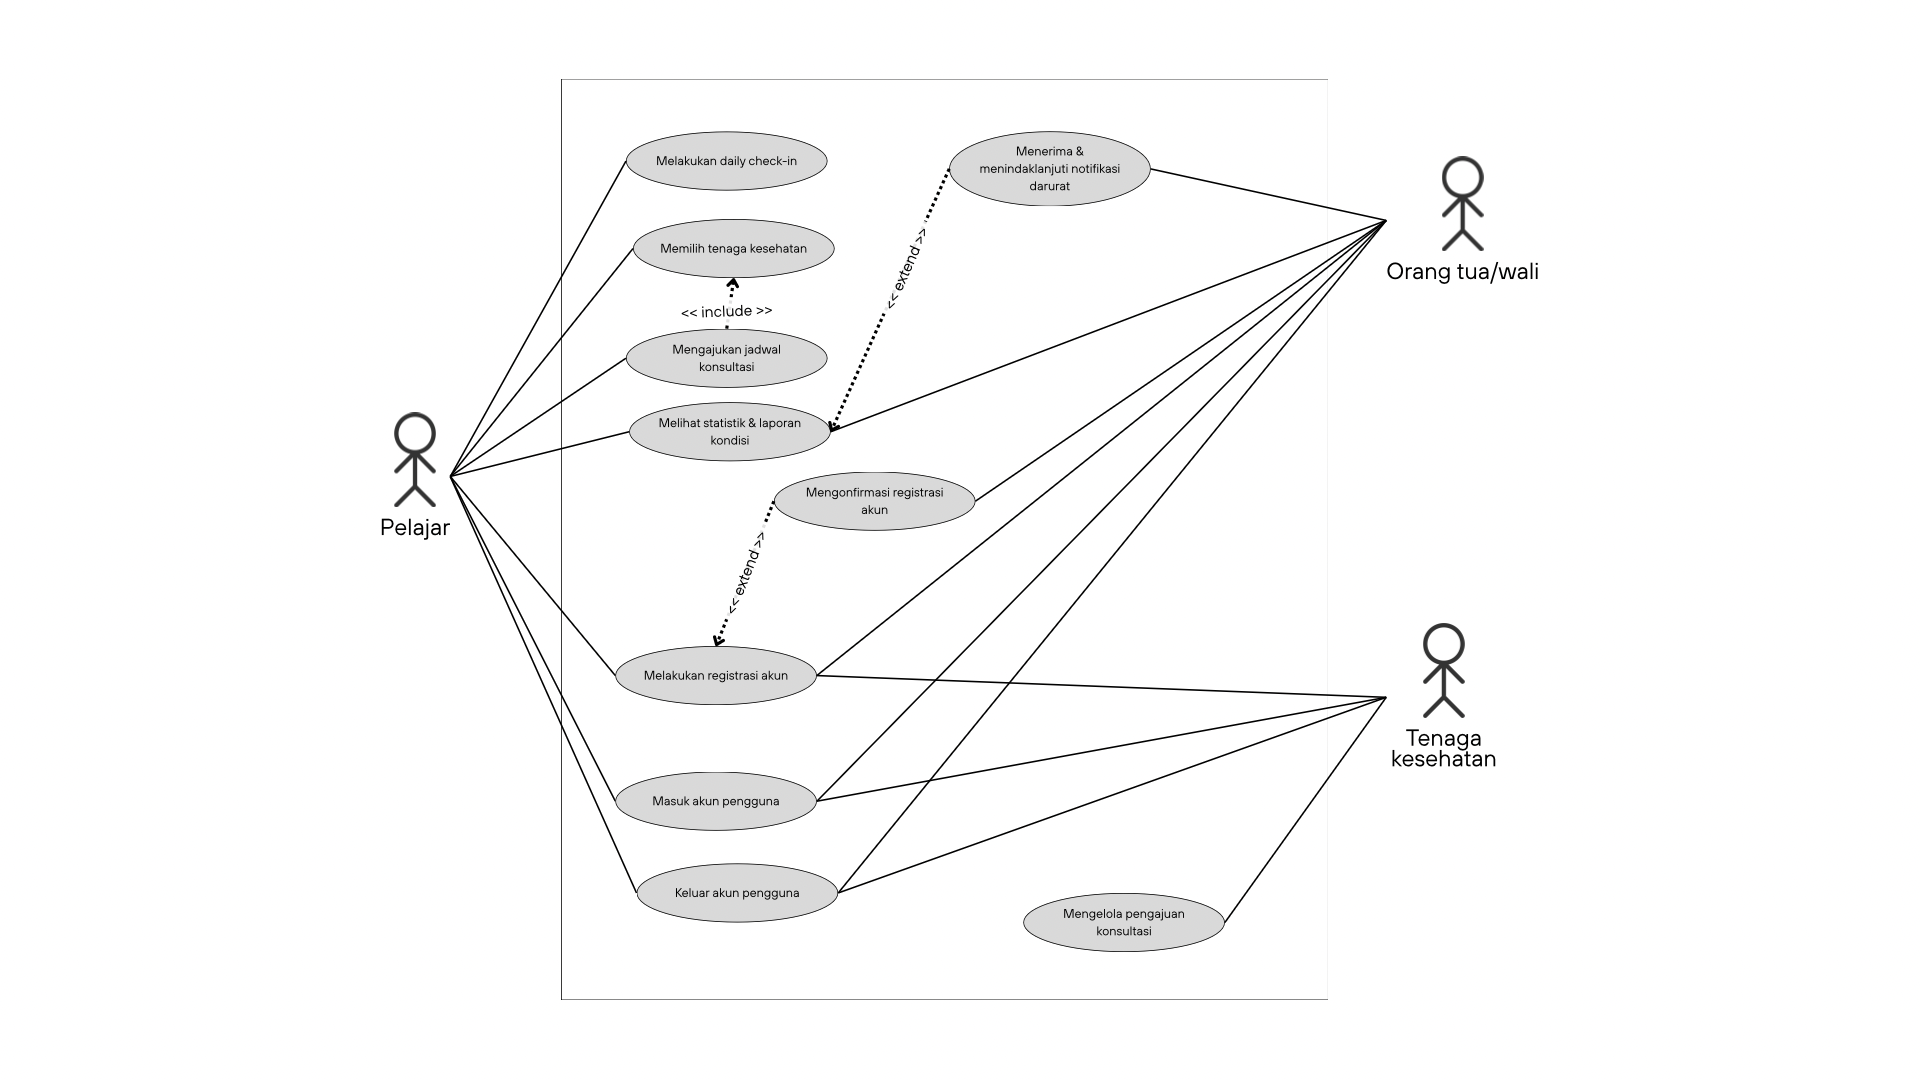 Melakukan daily check-in
Menerima &
menindaklanjuti notifikasi
darurat
Memilih tenaga kesehatan
<< extend >>
Orang tua/wali
<< include >>
Mengajukan jadwal
konsultasi
Melihat statistik & laporan
kondisi
Mengonfirmasi registrasi
akun
Pelajar
<< extend >>
Melakukan registrasi akun
Tenaga
kesehatan
Masuk akun pengguna
Keluar akun pengguna
Mengelola pengajuan
konsultasi